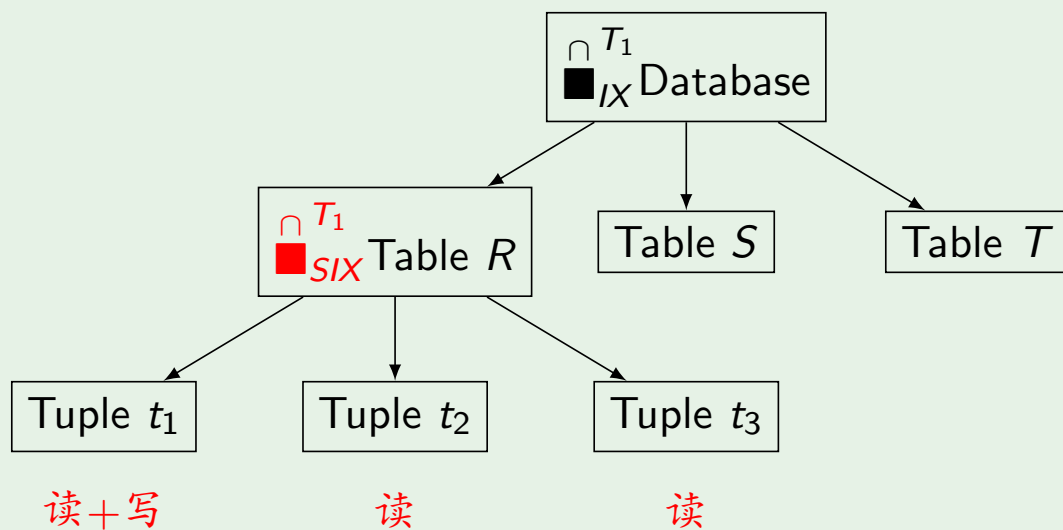 T₁
IX Database
T₁
SIX Table R
Table S
Table T
Tuple t₁
Tuple t₂
Tuple t₃
读+写
读
读